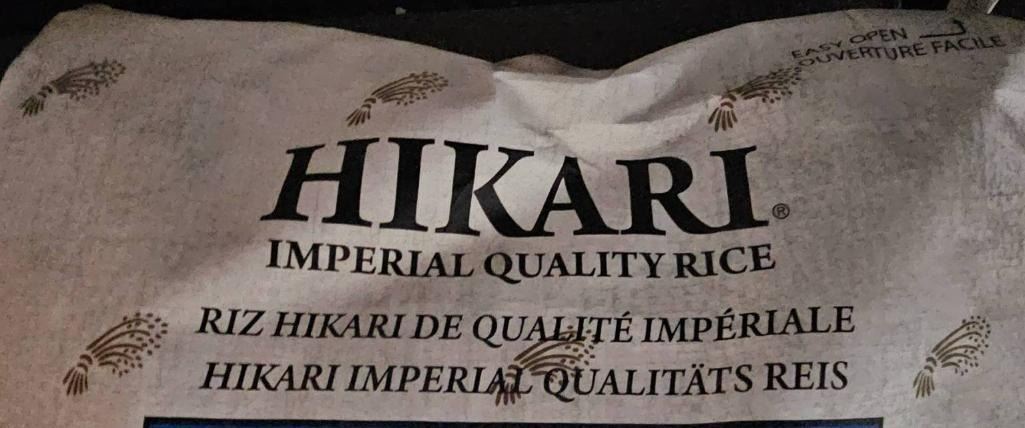 EASY OPEN
OUVERTURE FACILE
HIKARI®
IMPERIAL QUALITY RICE
RIZ HIKARI DE QUALITÉ IMPÉRIALE
HIKARI IMPERIAL QUALITÄTS REIS